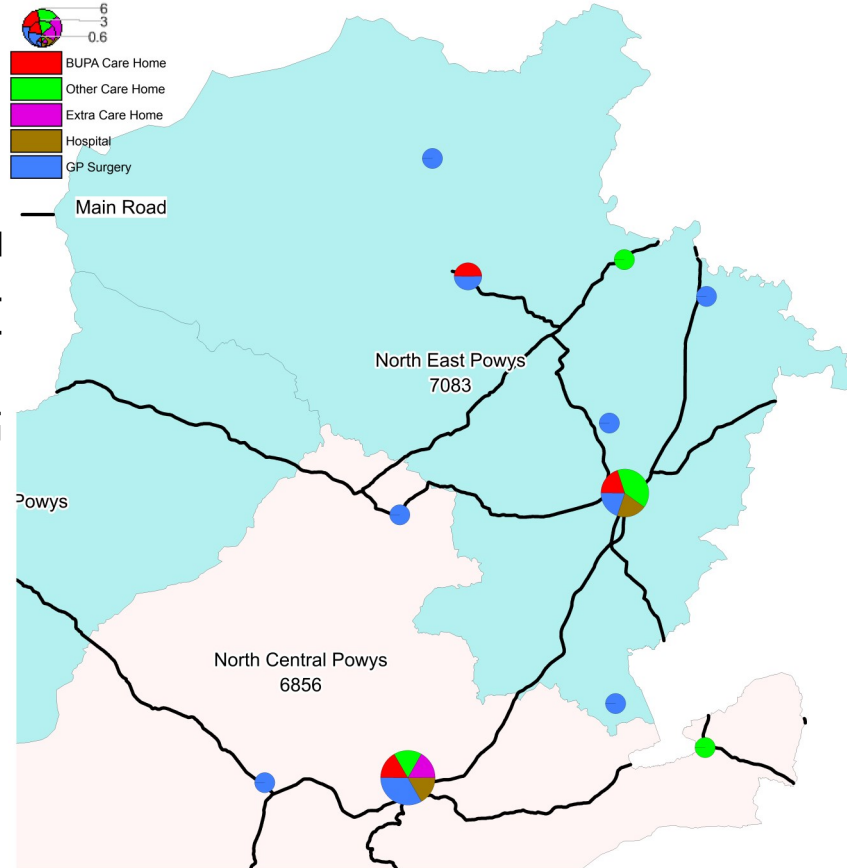 6
3
0.6
BUPA Care Home
Other Care Home
Extra Care Home
Hospital
GP Surgery
Main Road
North East Powys
7083
Powys
North Central Powys
6856